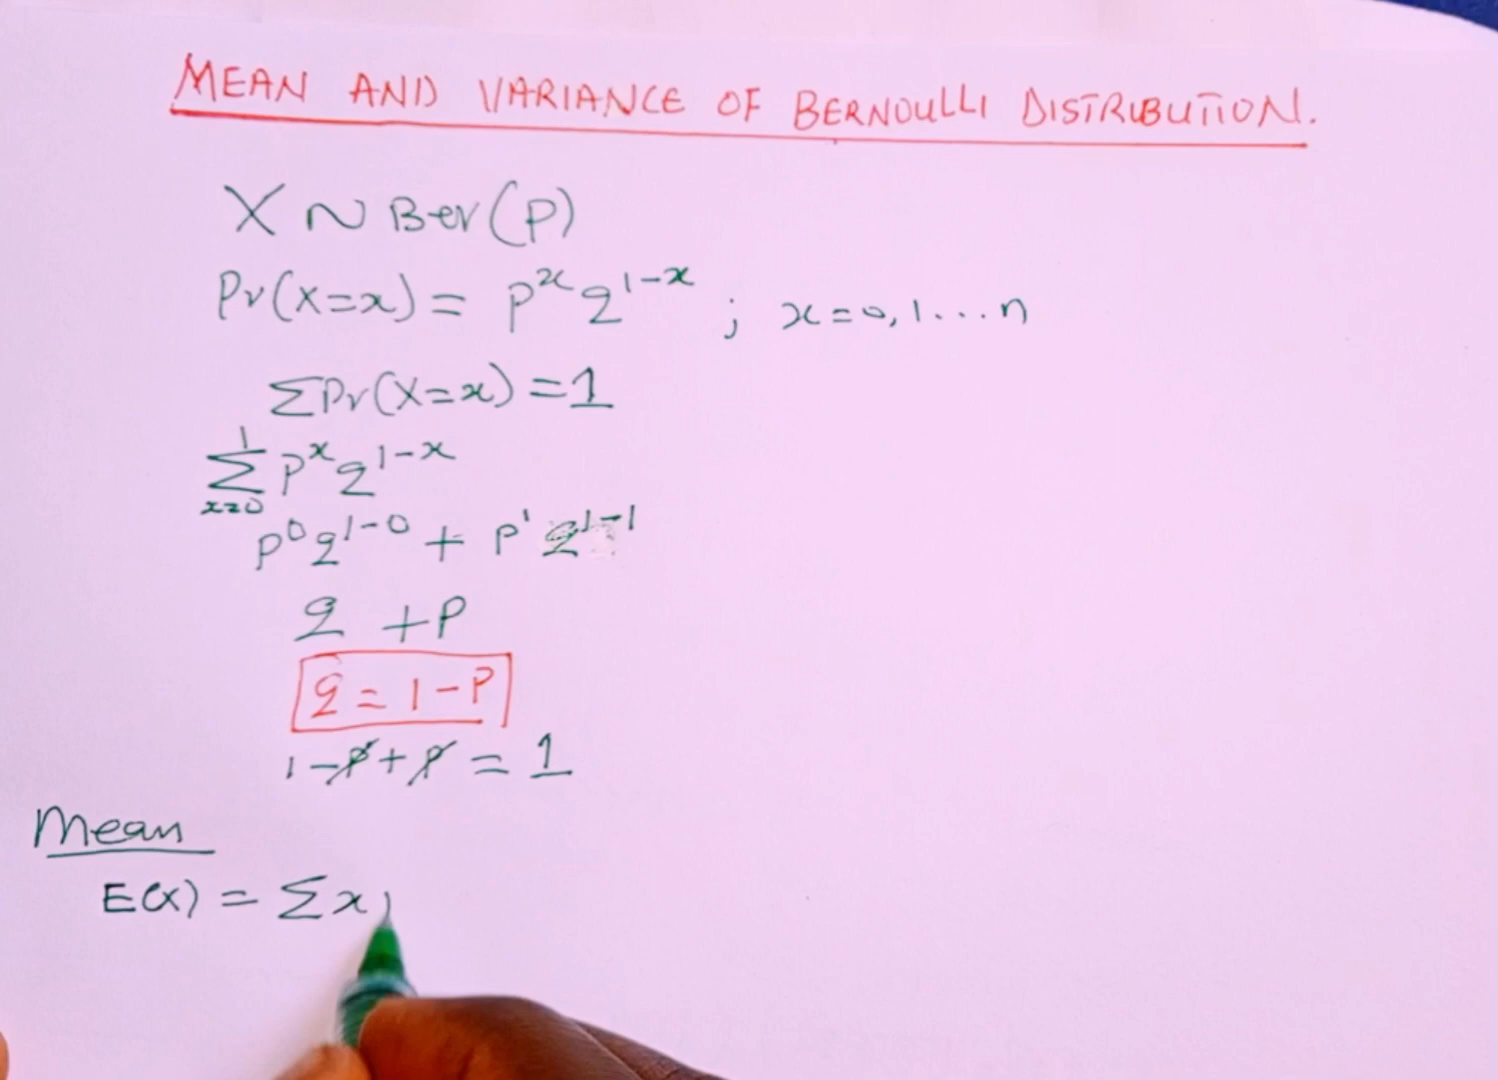 MEAN AND VARIANCE OF BERNOULLI DISTRIBUTION.
X ~ Ber(P)
Pr(X=x) = p^x q^{1-x} ; x=0,1...n
ΣPr(X=x) = 1
Σ_{x=0}^{1} p^x q^{1-x}
p^0 q^{1-0} + p^1 q^{1-1}
q + P
q = 1-P
1-p+p = 1
Mean
E(x) = Σx